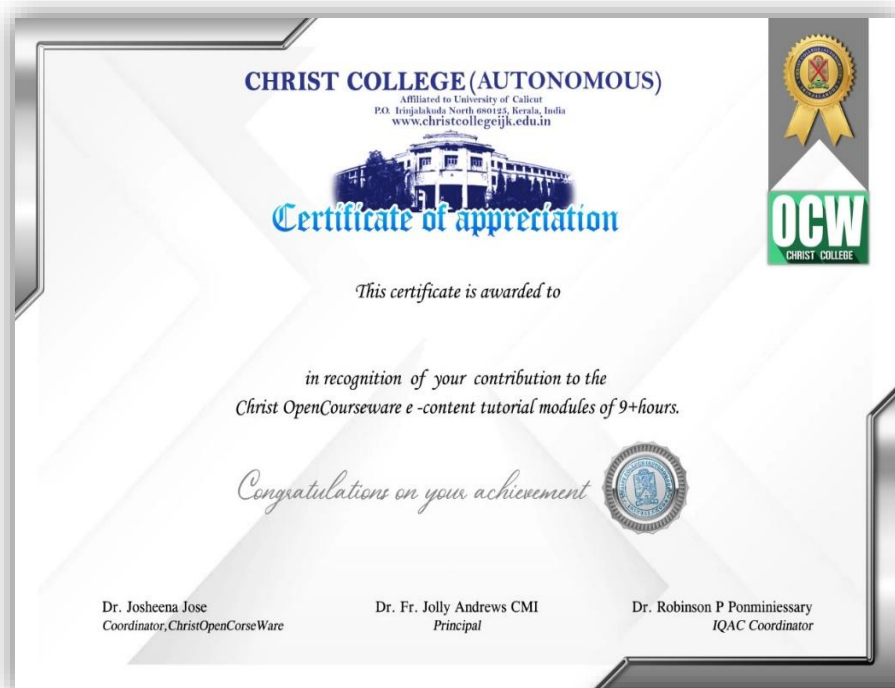 CHRIST COLLEGE (AUTONOMOUS)
Affiliated to University of Calicut
P.O. Irinjalakuda North 680125, Kerala, India
www.christcollegeijk.edu.in
Certificate of appreciation
OCW
CHRIST COLLEGE
This certificate is awarded to
in recognition of your contribution to the
Christ OpenCourseware e -content tutorial modules of 9+hours.
Congratulations on your achievement
Dr. Josheena Jose
Coordinator,ChristOpenCorseWare
Dr. Fr. Jolly Andrews CMI
Principal
Dr. Robinson P Ponminiessary
IQAC Coordinator